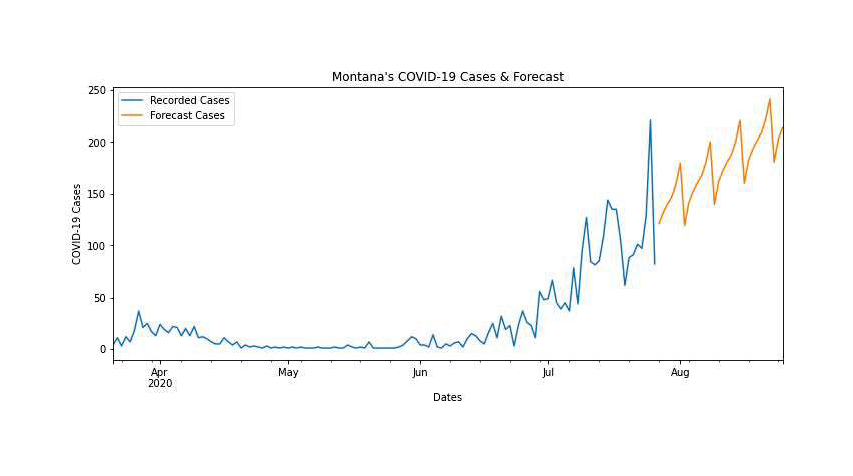 Montana's COVID-19 Cases & Forecast
Recorded Cases
Forecast Cases
250
200
150
100
50
0
COVID-19 Cases
Apr
2020
May
Jun
Jul
Aug
Dates